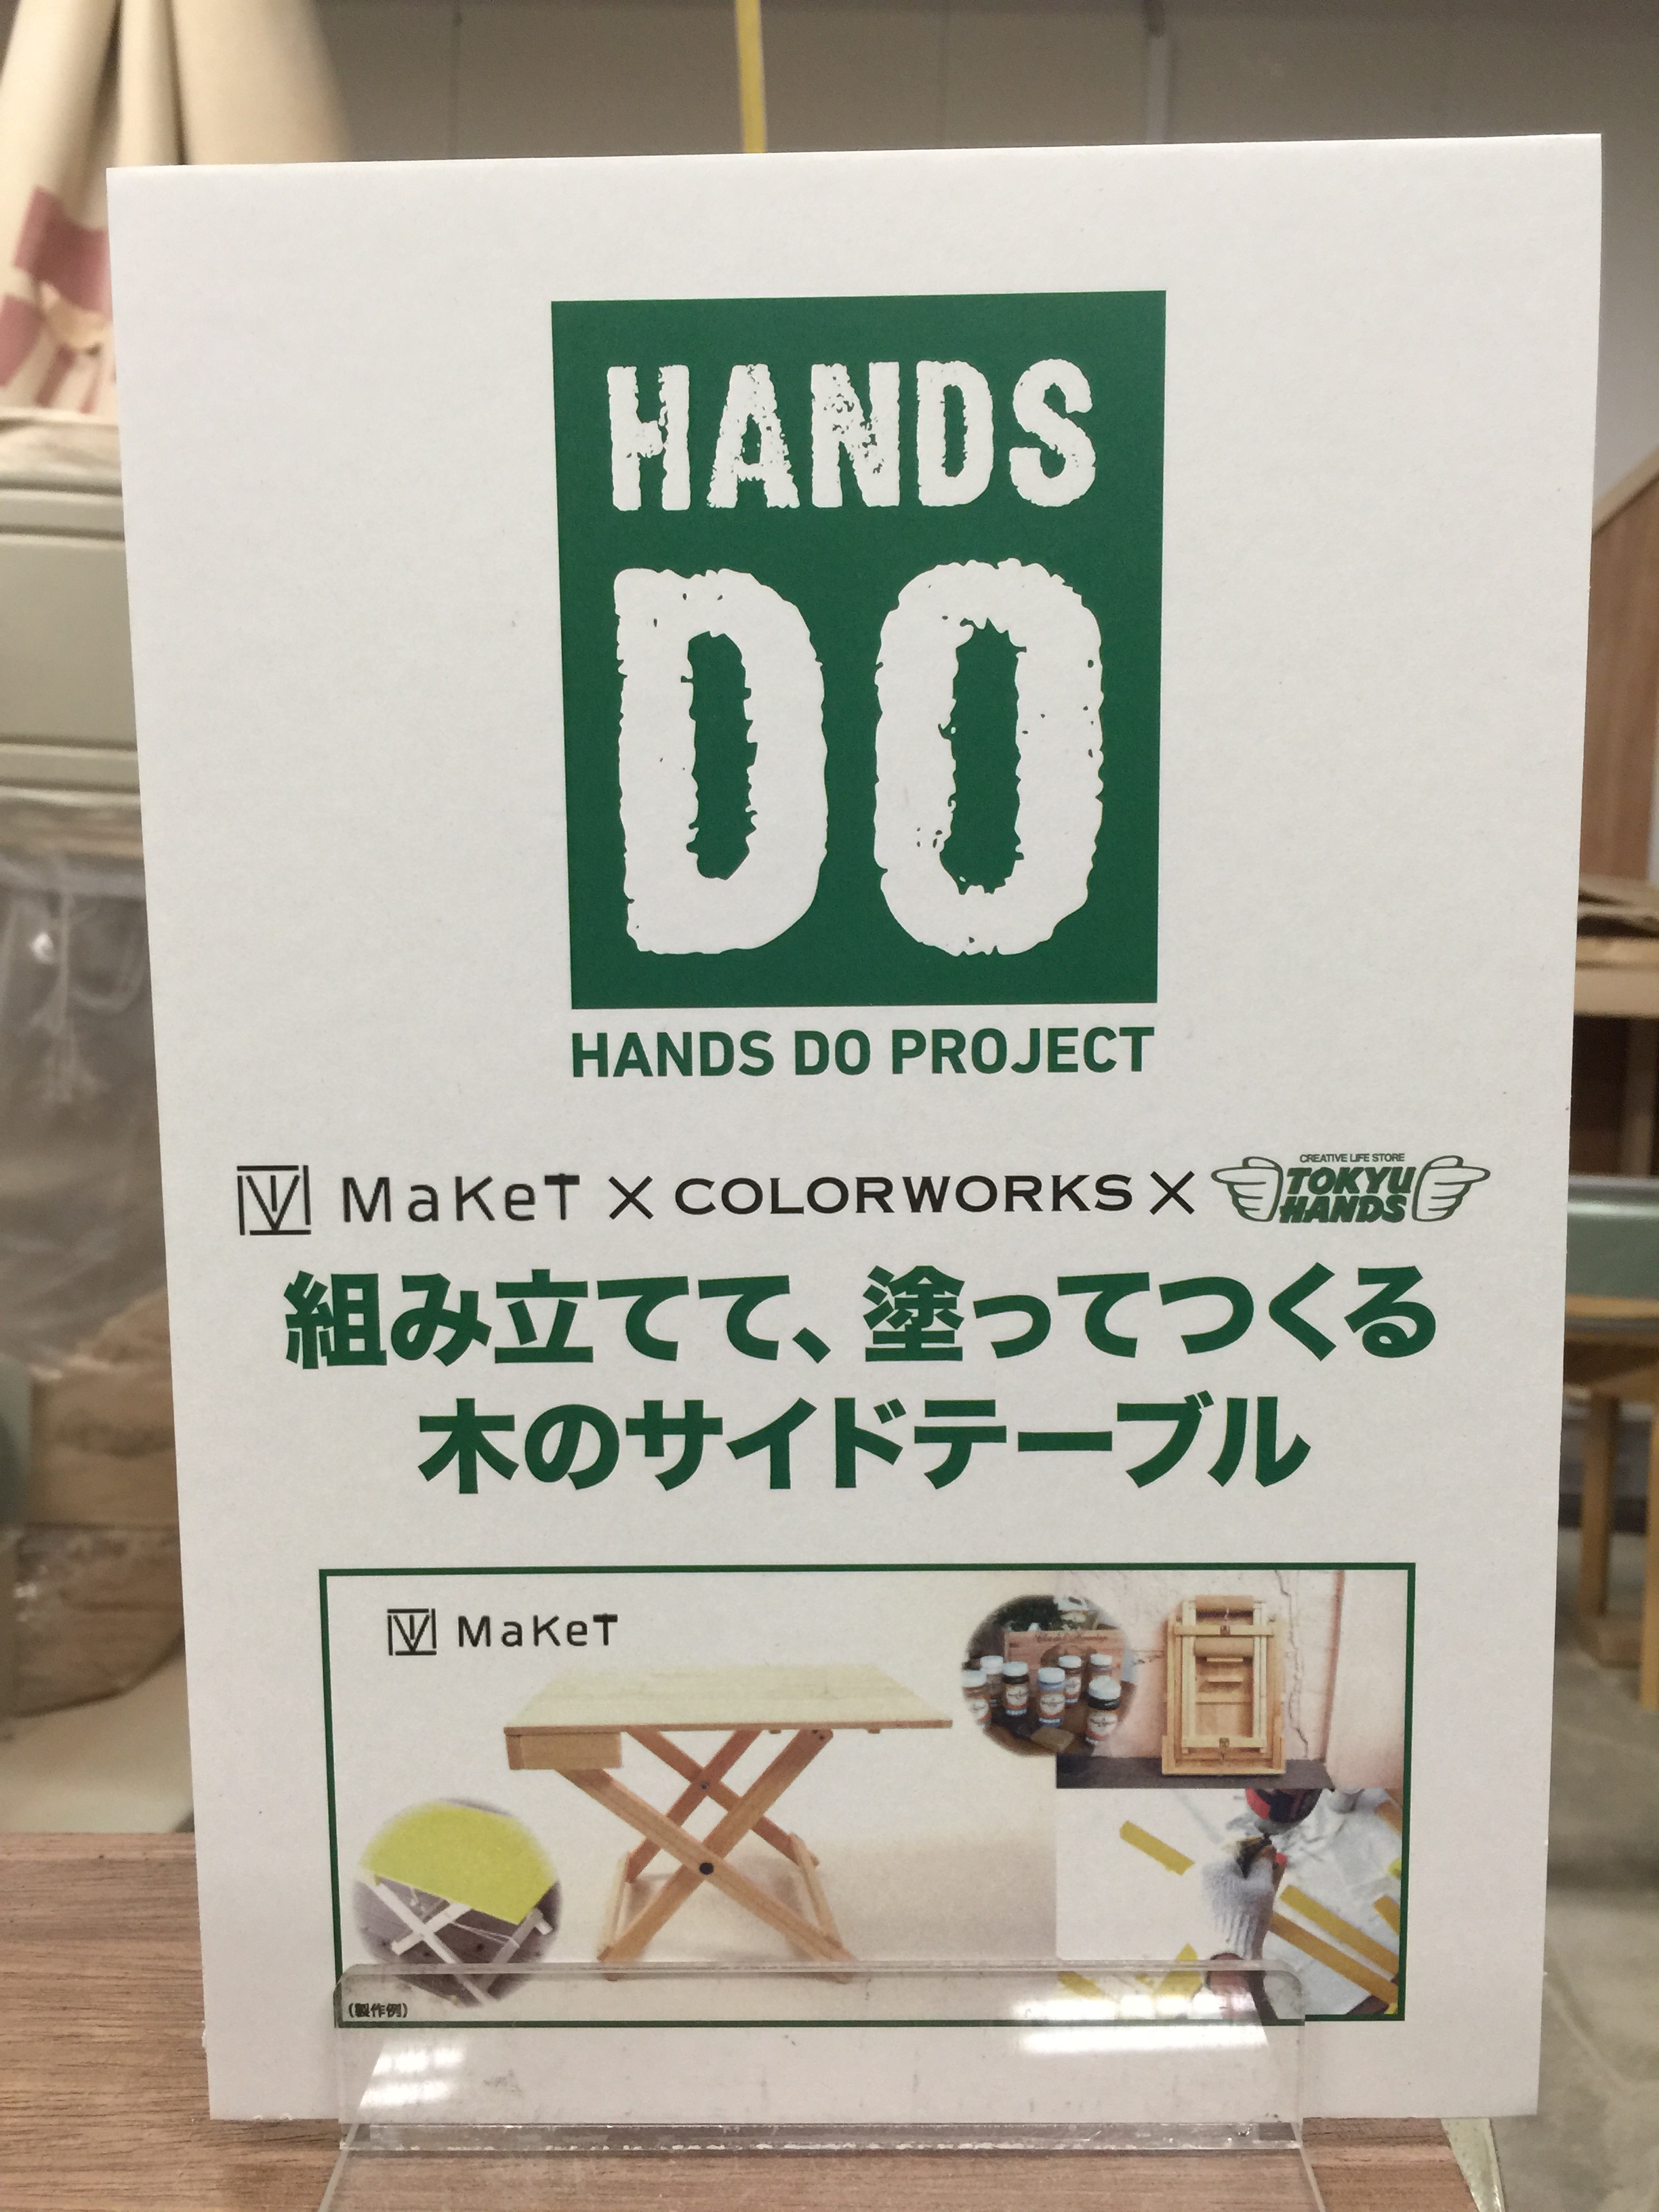 HANDS
DO
HANDS DO PROJECT
MaKeT × COLORWORKS × CREATIVE LIFE STORE TOKYU HANDS
組み立てて、塗ってつくる
木のサイドテーブル
MaKeT
(製作例)